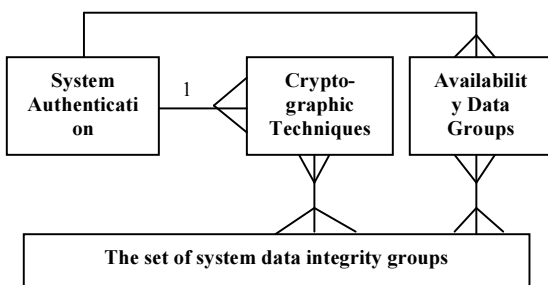 System
Authenticati
on
1
Crypto-
graphic
Techniques
Availabilit
y Data
Groups
The set of system data integrity groups